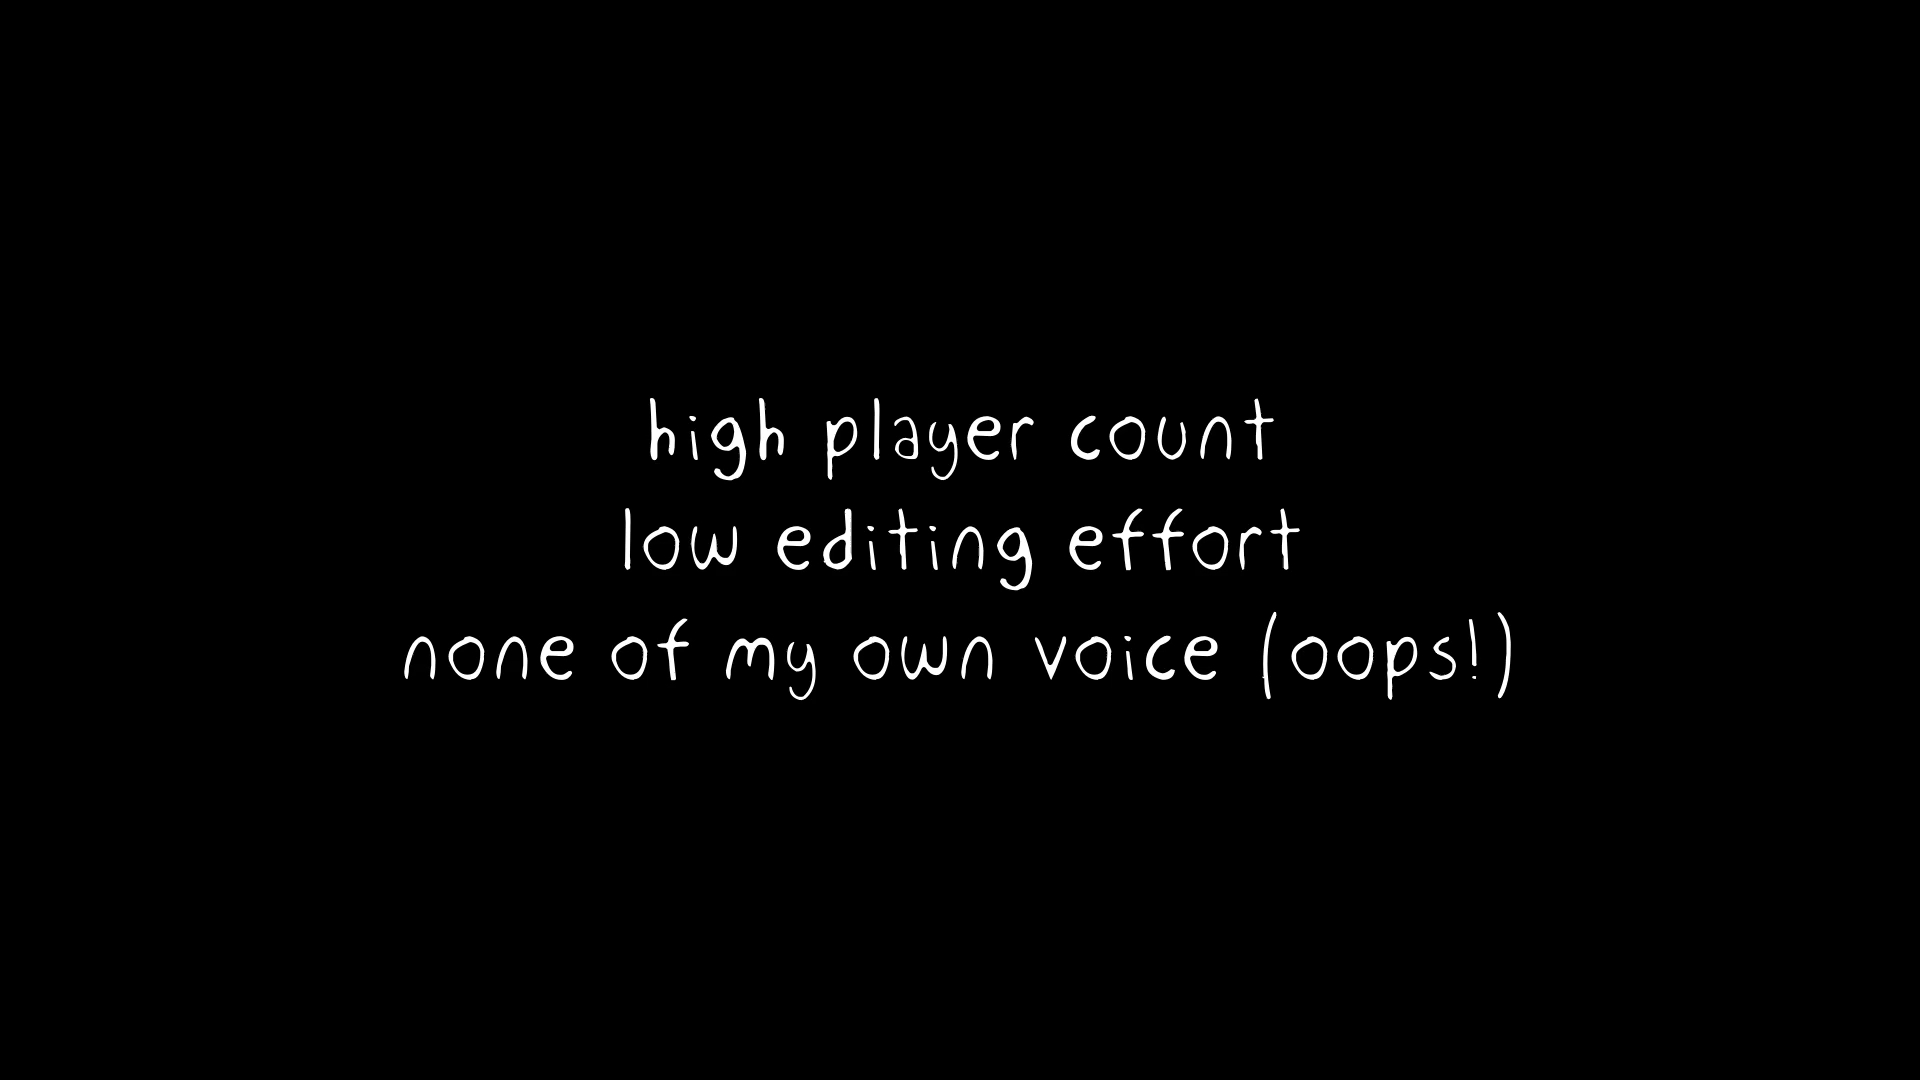 high player count
low editing effort
none of my own voice (oops!)